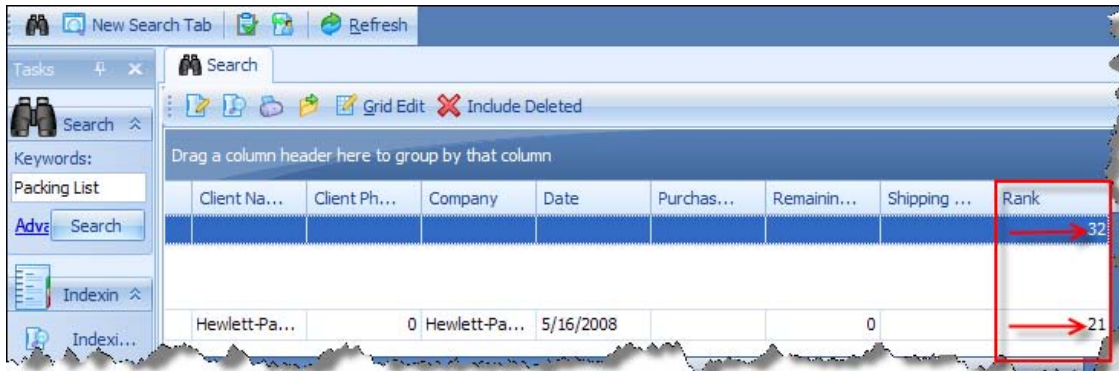 New Search Tab Refresh
Tasks
Search
Search
Grid Edit Include Deleted
Keywords:
Drag a column header here to group by that column
Packing List
Client Na... Client Ph... Company Date Purchas... Remainin... Shipping ... Rank
Adva Search
32
Indexin
Hewlett-Pa... 0 Hewlett-Pa... 5/16/2008 0 21
Indexi...